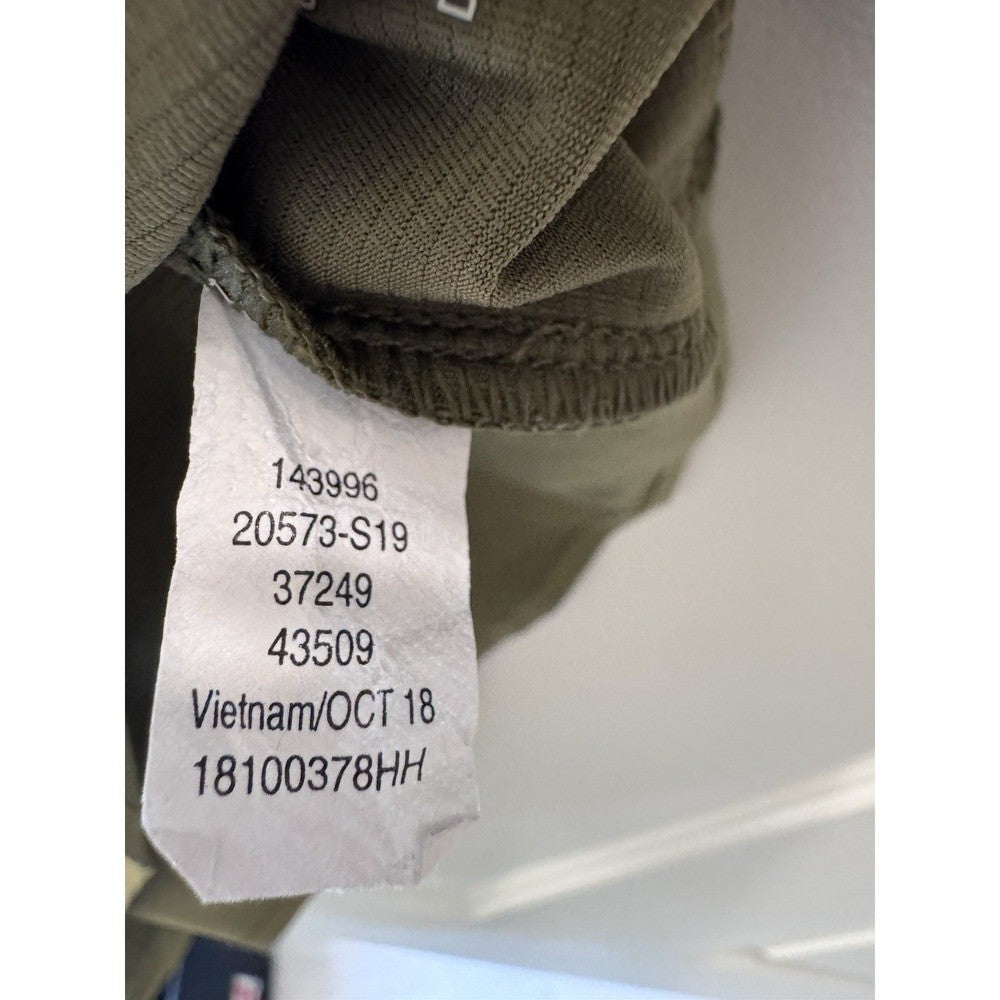 143996
20573-S19
37249
43509
Vietnam/OCT 18
18100378HH